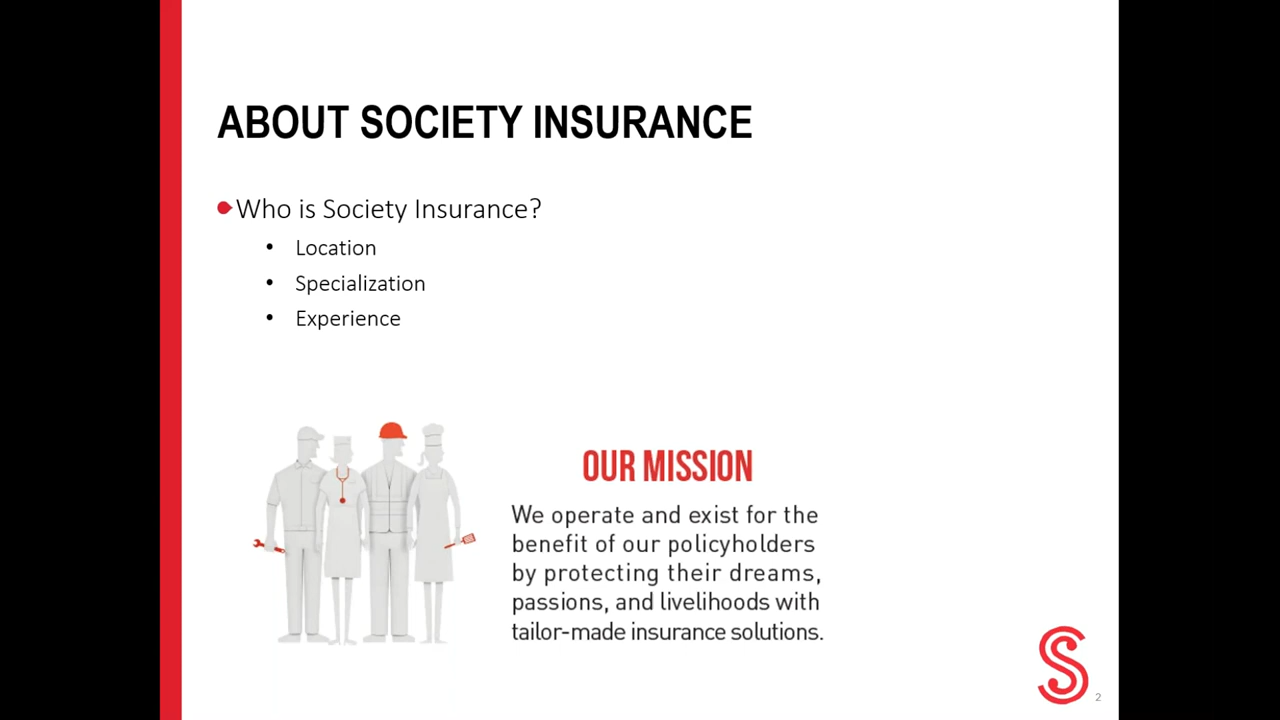 ABOUT SOCIETY INSURANCE
Who is Society Insurance?
• Location
• Specialization
• Experience
OUR MISSION
We operate and exist for the
benefit of our policyholders
by protecting their dreams,
passions, and livelihoods with
tailor-made insurance solutions.
S
2